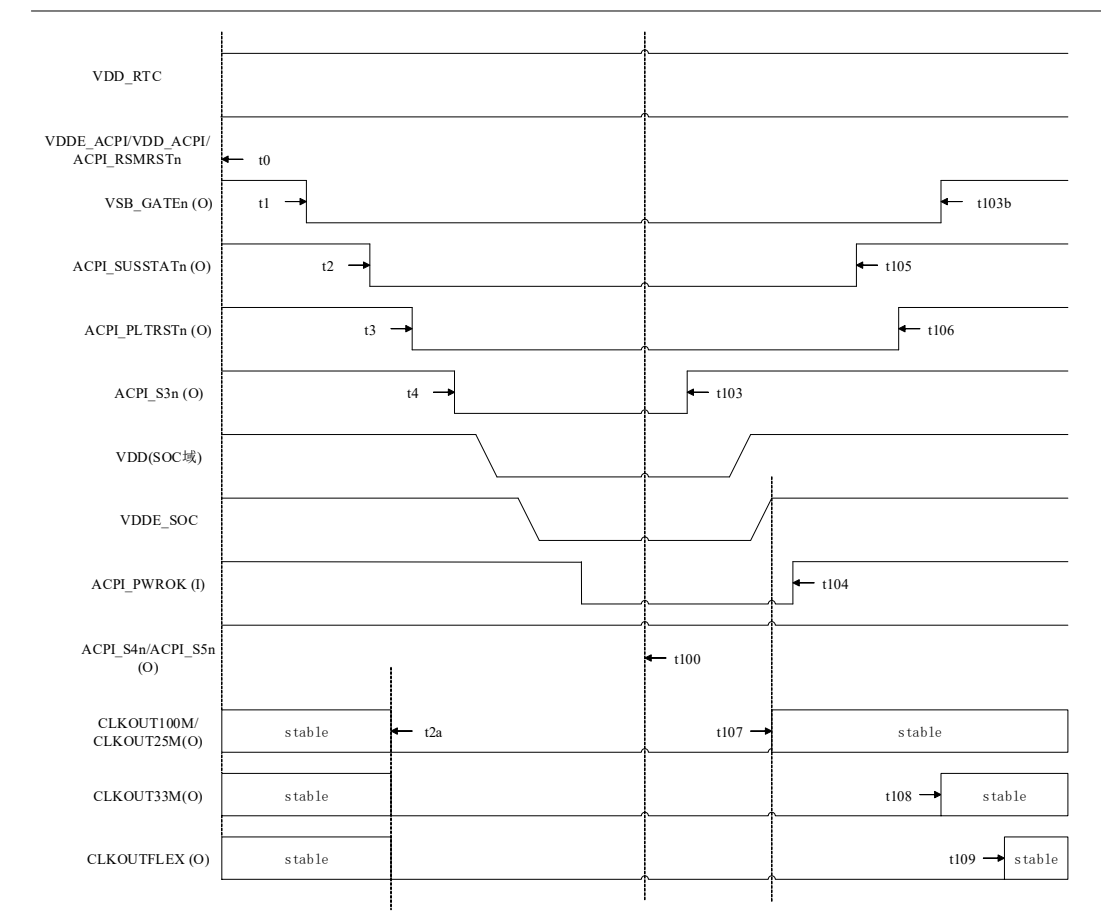 VDD_RTC
VDDE_ACPI/VDD_ACPI/
ACPI_RSMRSTn
t0
VSB_GATEn (O)
t1
t103b
ACPI_SUSSTATn (O)
t2
t105
ACPI_PLTRSTn (O)
t3
t106
ACPI_S3n (O)
t4
t103
VDD(SOC域)
VDDE_SOC
ACPI_PWROK (I)
t104
ACPI_S4n/ACPI_S5n
(O)
t100
CLKOUT100M/
CLKOUT25M(O)
stable
t2a
t107
stable
CLKOUT33M(O)
stable
t108
stable
CLKOUTFLEX (O)
stable
t109
stable